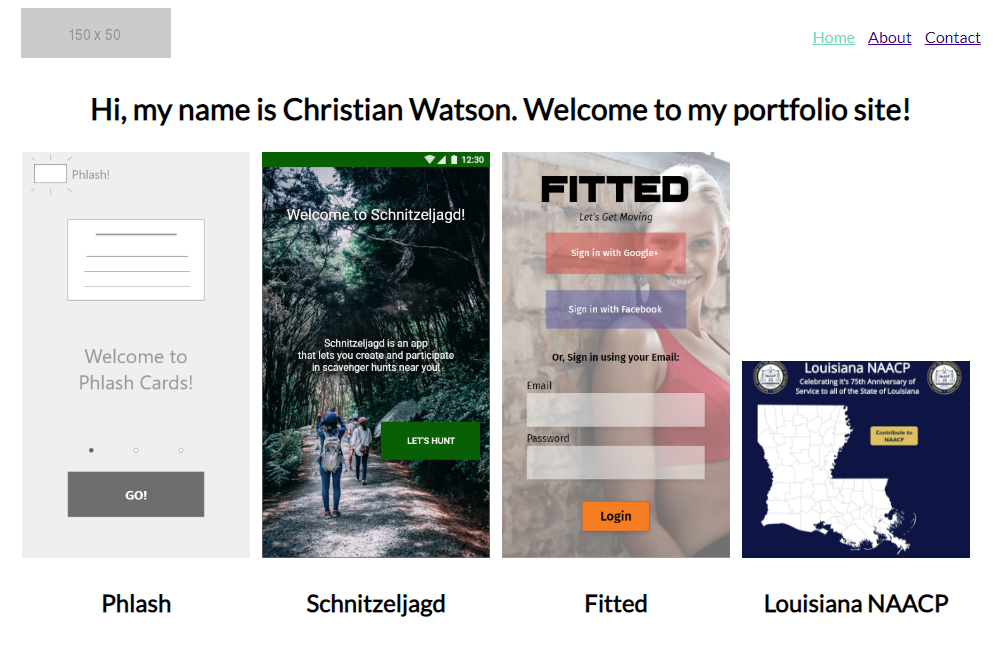 150 x 50
Home About Contact
Hi, my name is Christian Watson. Welcome to my portfolio site!
Phlash!
Welcome to
Phlash Cards!
GO!
12:30
Welcome to Schnitzeljagd!
Schnitzeljagd is an app
that lets you create and participate
in scavenger hunts near you!
LET'S HUNT
FITTED
Let's Get Moving
Sign in with Google+
Sign in with Facebook
Or, Sign in using your Email:
Email
Password
Login
Louisiana NAACP
Celebrating it's 75th Anniversary of
Service to all of the State of Louisiana
Contribute to
NAACP
Phlash
Schnitzeljagd
Fitted
Louisiana NAACP